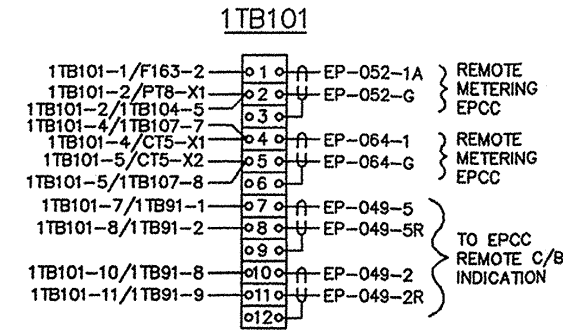 1TB101
1TB101-1/F163-2 1 EP-052-1A
1TB101-2/PT8-X1 2 EP-052-G
1TB101-2/1TB104-5 3
REMOTE
METERING
EPCC
1TB101-4/1TB107-7
1TB101-4/CT5-X1 4 EP-064-1
1TB101-5/CT5-X2 5 EP-064-G
1TB101-5/1TB107-8 6
REMOTE
METERING
EPCC
1TB101-7/1TB91-1 7 EP-049-5
1TB101-8/1TB91-2 8 EP-049-5R
9
1TB101-10/1TB91-8 10 EP-049-2
1TB101-11/1TB91-9 11 EP-049-2R
12
TO EPCC
REMOTE C/B
INDICATION